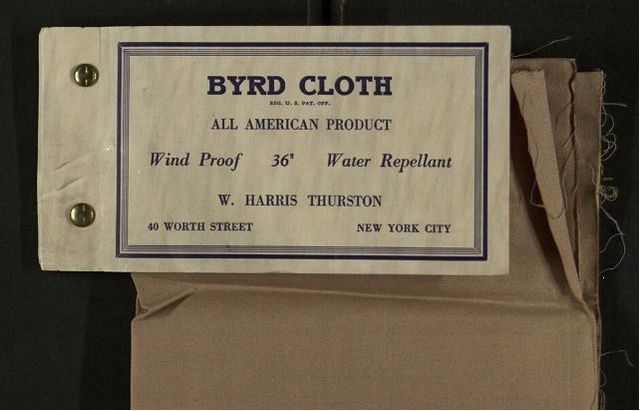 BYRD CLOTH
REG. U. S. PAT. OFF.
ALL AMERICAN PRODUCT
Wind Proof 36" Water Repellant
W. HARRIS THURSTON
40 WORTH STREET NEW YORK CITY